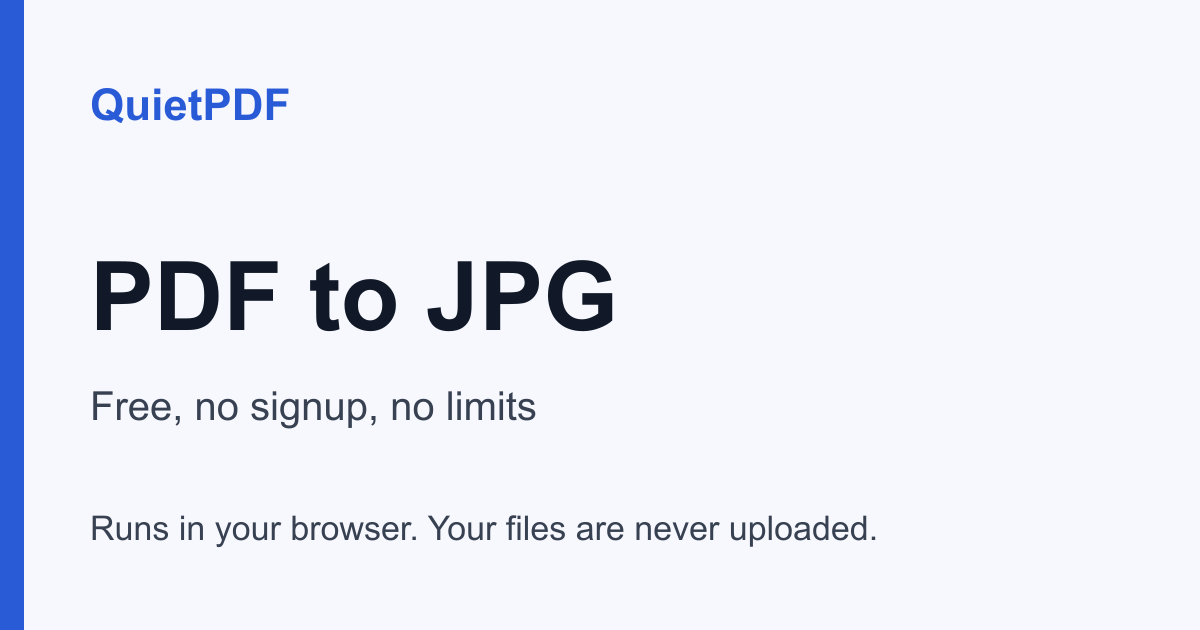 QuietPDF
PDF to JPG
Free, no signup, no limits
Runs in your browser. Your files are never uploaded.